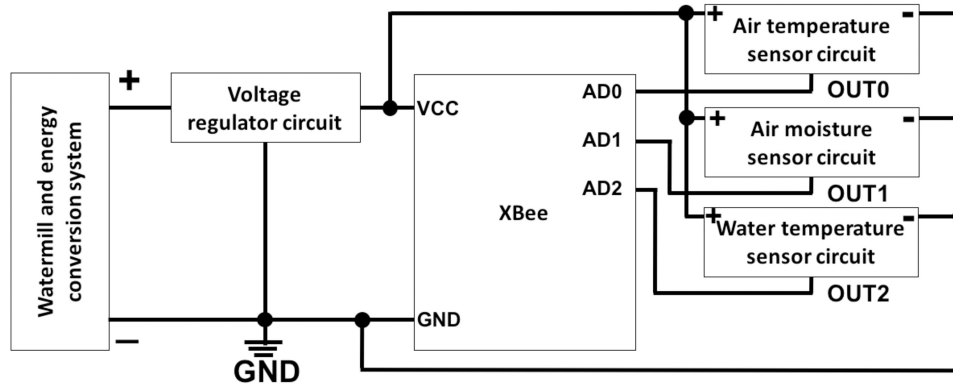 +
Watermill and energy
conversion system
–
Voltage
regulator circuit
GND
VCC
AD0
AD1
AD2
XBee
GND
+ -
Air temperature
sensor circuit
OUT0
+ -
Air moisture
sensor circuit
OUT1
+ -
Water temperature
sensor circuit
OUT2